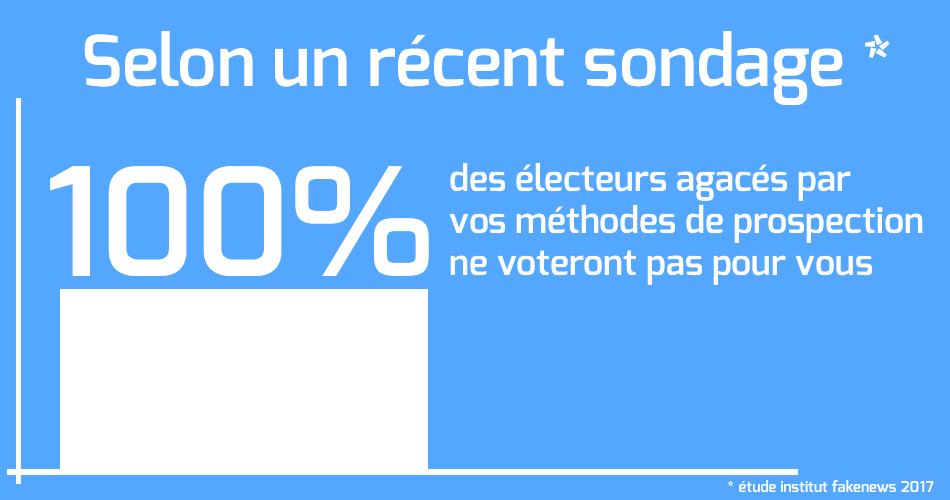 Selon un récent sondage *
100%
des électeurs agacés par
vos méthodes de prospection
ne voteront pas pour vous
* étude institut fakenews 2017